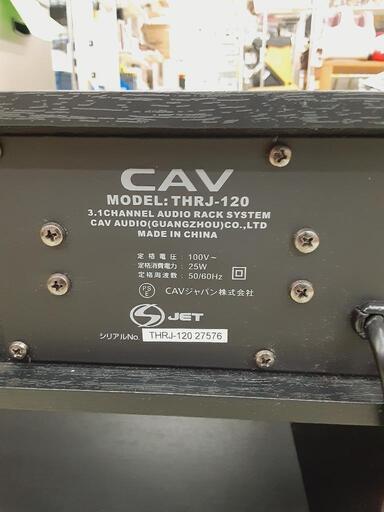 CAV
MODEL: THRJ-120
3.1CHANNEL AUDIO RACK SYSTEM
CAV AUDIO(GUANGZHOU)CO.,LTD
MADE IN CHINA
定格電圧: 100V~
定格消費電力: 25W
定格周波数: 50/60Hz
PSE CAVジャパン株式会社
S JET
シリアルNo. THRJ-120 27576